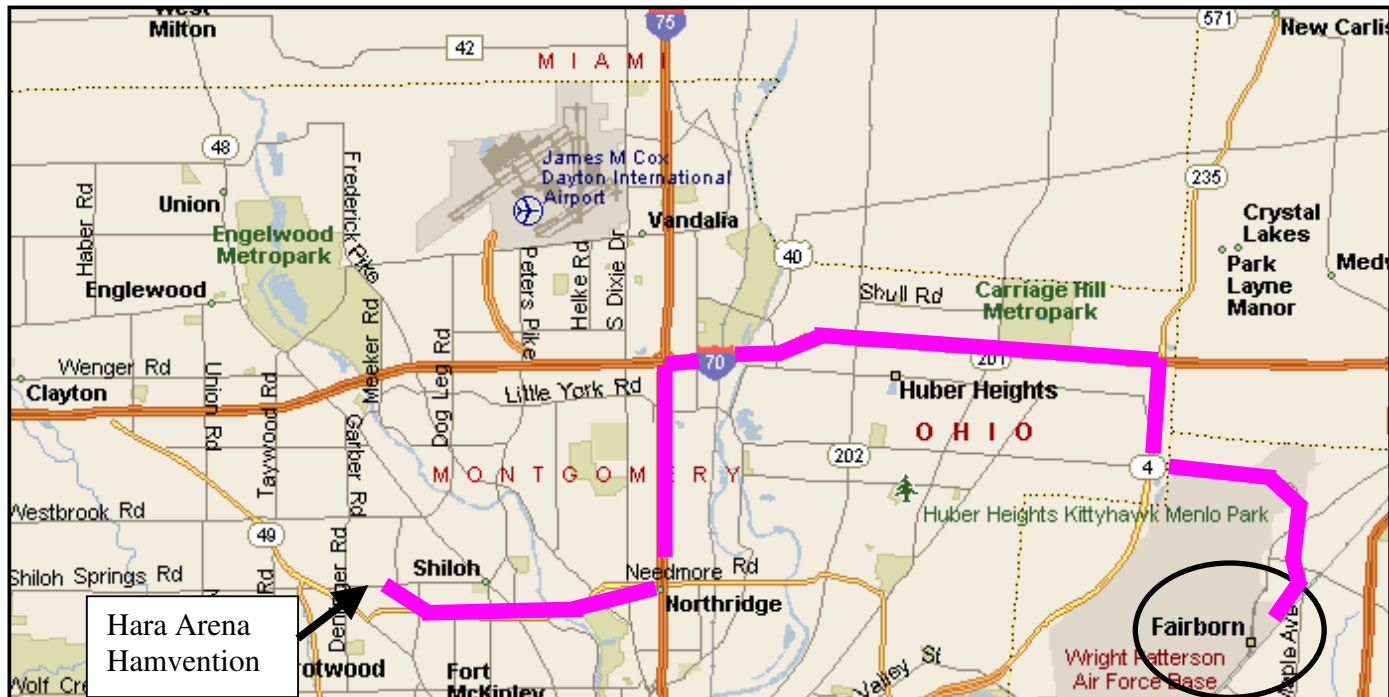 West
Milton
42
75
571
New Carlis
M I A M I
48
Haber Rd
Union
Engelwood
Metropark
Frederick Pike
James M Cox
Dayton International
Airport
Vandalia
235
Crystal
Lakes
Park
Layne
Manor
Medw
40
Englewood
Peters Pike
Helke Rd
S Dixie Dr
Shull Rd
Carriage Hill
Metropark
Meeker Rd
Wenger Rd
Clayton
Union Rd
Taywood Rd
Garber Rd
Dog Leg Rd
Little York Rd
70
201
Huber Heights
O H I O
M O N T G O M E R Y
202
4
Westbrook Rd
49
Huber Heights Kittyhawk Menlo Park
Shiloh Springs Rd
Rd
Shiloh
Needmore Rd
Northridge
Hara Arena
Hamvention
Fort
McKinley
Valley St
Fairborn
Wright Patterson
Air Force Base
Wolf Cre